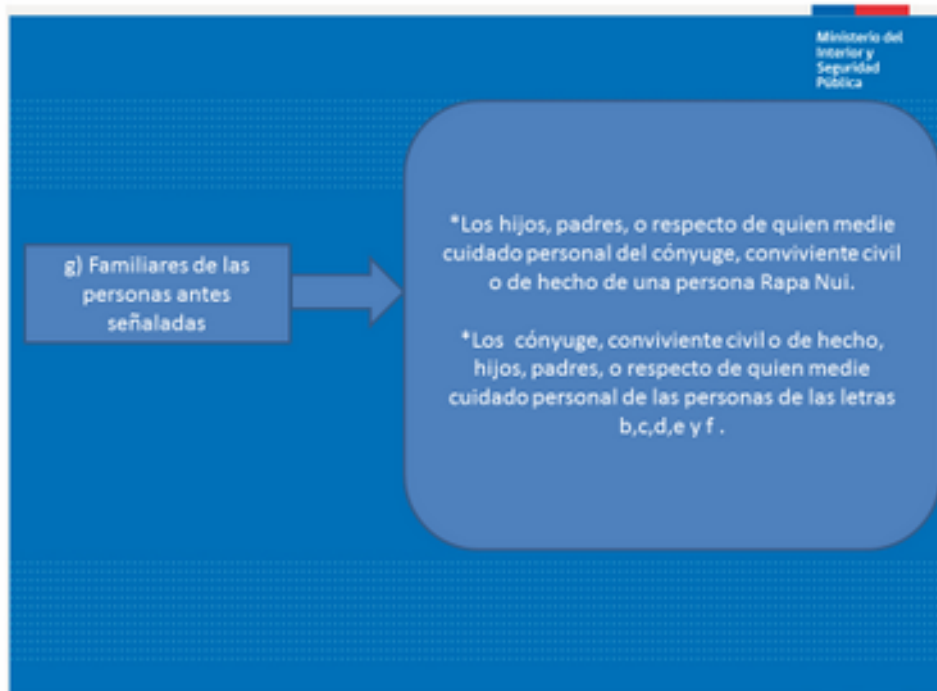 Ministerio del
Interior y
Seguridad
Pública
g) Familiares de las
personas antes
señaladas
*Los hijos, padres, o respecto de quien medie
cuidado personal del cónyuge, conviviente civil
o de hecho de una persona Rapa Nui.
*Los cónyuge, conviviente civil o de hecho,
hijos, padres, o respecto de quien medie
cuidado personal de las personas de las letras
b,c,d,e y f .